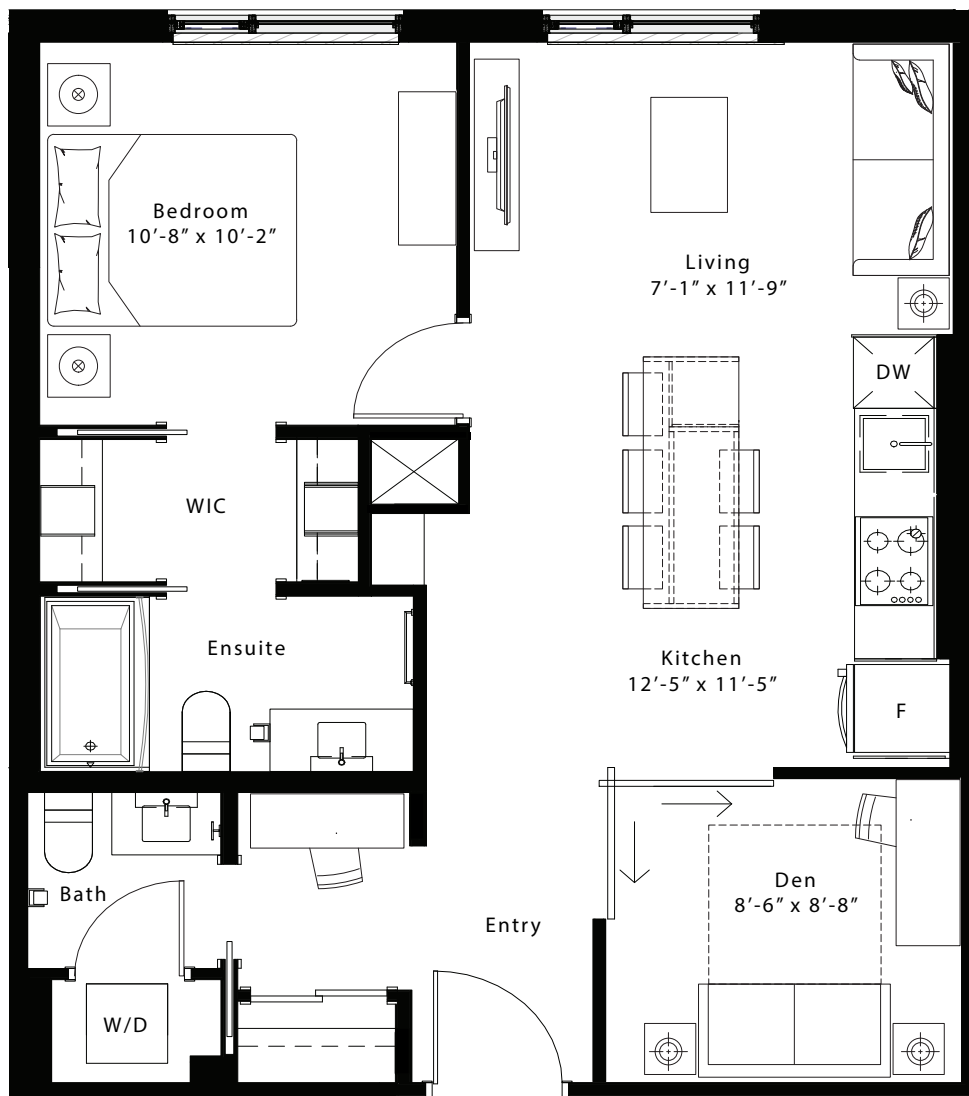 Bedroom
10’-8” x 10’-2”
Living
7’-1” x 11’-9”
DW
WIC
Ensuite
Kitchen
12’-5” x 11’-5”
F
Bath
Den
8’-6” x 8’-8”
Entry
W/D